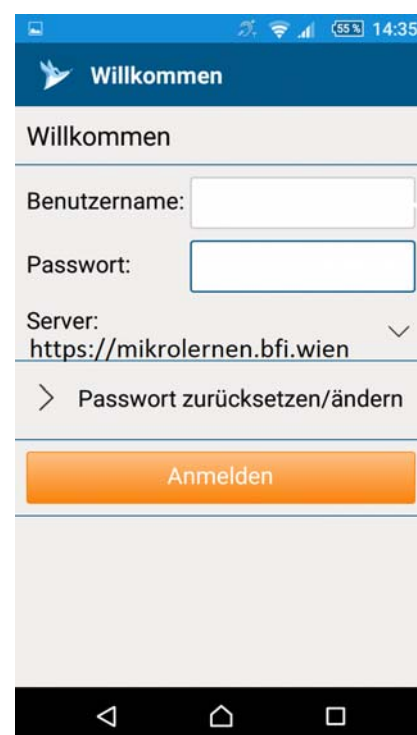 55% 14:35
Willkommen
Willkommen
Benutzername:
Passwort:
Server:
https://mikrolernen.bfi.wien
Passwort zurücksetzen/ändern
Anmelden